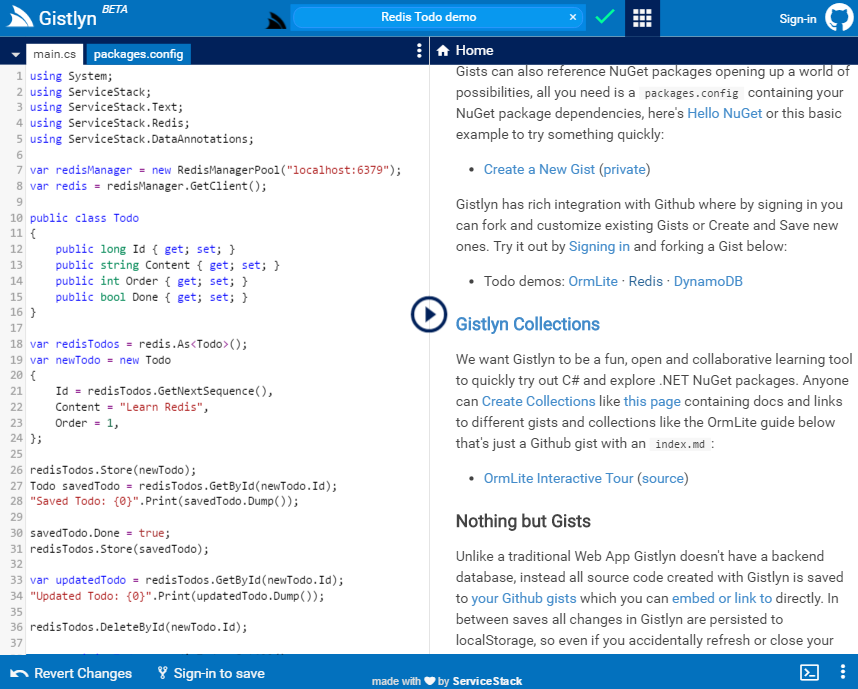 Gistlyn BETA
Redis Todo demo ×
Sign-in
main.cs packages.config
Home
1 using System;
2 using ServiceStack;
3 using ServiceStack.Text;
4 using ServiceStack.Redis;
5 using ServiceStack.DataAnnotations;
6
7 var redisManager = new RedisManagerPool("localhost:6379");
8 var redis = redisManager.GetClient();
9
10 public class Todo
11 {
12     public long Id { get; set; }
13     public string Content { get; set; }
14     public int Order { get; set; }
15     public bool Done { get; set; }
16 }
17
18 var redisTodos = redis.As<Todo>();
19 var newTodo = new Todo
20 {
21     Id = redisTodos.GetNextSequence(),
22     Content = "Learn Redis",
23     Order = 1,
24 };
25
26 redisTodos.Store(newTodo);
27 Todo savedTodo = redisTodos.GetById(newTodo.Id);
28 "Saved Todo: {0}".Print(savedTodo.Dump());
29
30 savedTodo.Done = true;
31 redisTodos.Store(savedTodo);
32
33 var updatedTodo = redisTodos.GetById(newTodo.Id);
34 "Updated Todo: {0}".Print(updatedTodo.Dump());
35
36 redisTodos.DeleteById(newTodo.Id);
37
Gists can also reference NuGet packages opening up a world of
possibilities, all you need is a packages.config containing your
NuGet package dependencies, here's Hello NuGet or this basic
example to try something quickly:
• Create a New Gist (private)
Gistlyn has rich integration with Github where by signing in you
can fork and customize existing Gists or Create and Save new
ones. Try it out by Signing in and forking a Gist below:
• Todo demos: OrmLite · Redis · DynamoDB
Gistlyn Collections
We want Gistlyn to be a fun, open and collaborative learning tool
to quickly try out C# and explore .NET NuGet packages. Anyone
can Create Collections like this page containing docs and links
to different gists and collections like the OrmLite guide below
that's just a Github gist with an index.md :
• OrmLite Interactive Tour (source)
Nothing but Gists
Unlike a traditional Web App Gistlyn doesn't have a backend
database, instead all source code created with Gistlyn is saved
to your Github gists which you can embed or link to directly. In
between saves all changes in Gistlyn are persisted to
localStorage, so even if you accidentally refresh or close your
Revert Changes
Sign-in to save
made with ♥ by ServiceStack